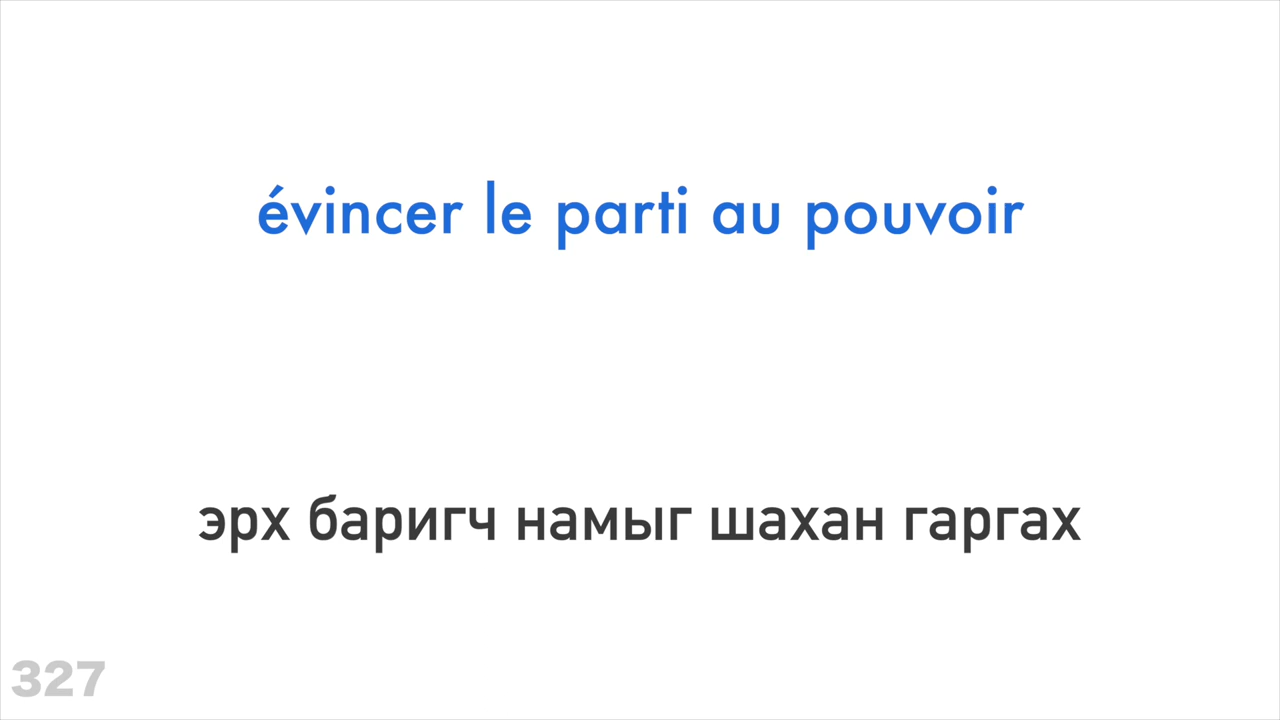 évincer le parti au pouvoir
эрх баригч намыг шахан гаргах
327